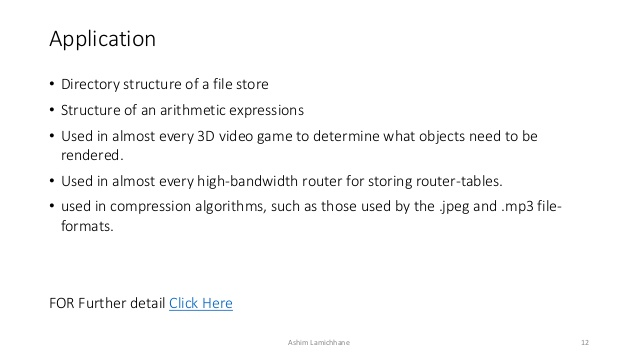 Application
• Directory structure of a file store
• Structure of an arithmetic expressions
• Used in almost every 3D video game to determine what objects need to be
rendered.
• Used in almost every high-bandwidth router for storing router-tables.
• used in compression algorithms, such as those used by the .jpeg and .mp3 file-
formats.
FOR Further detail Click Here
Ashim Lamichhane 12